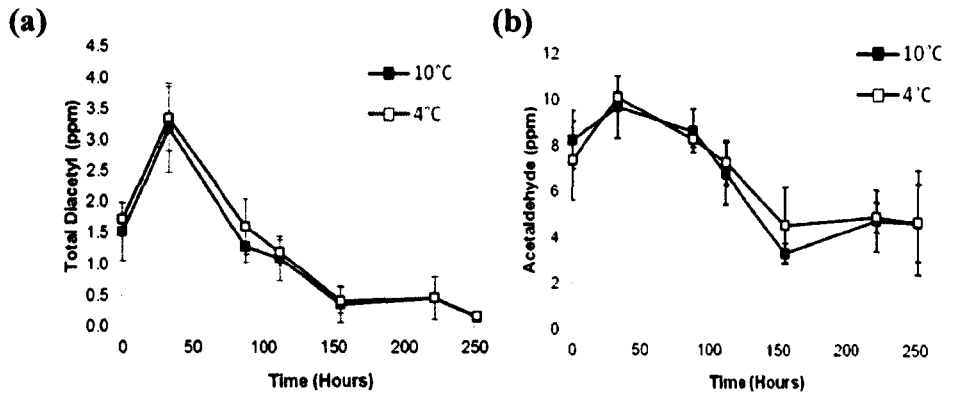 (a)
4.5
4.0
3.5
3.0
2.5
2.0
1.5
1.0
0.5
0.0
Total Diacetyl (ppm)
10°C
4°C
0 50 100 150 200 250
Time (Hours)
(b)
12
10
8
6
4
2
0
Acetaldehyde (ppm)
10°C
4°C
0 50 100 150 200 250
Time (Hours)